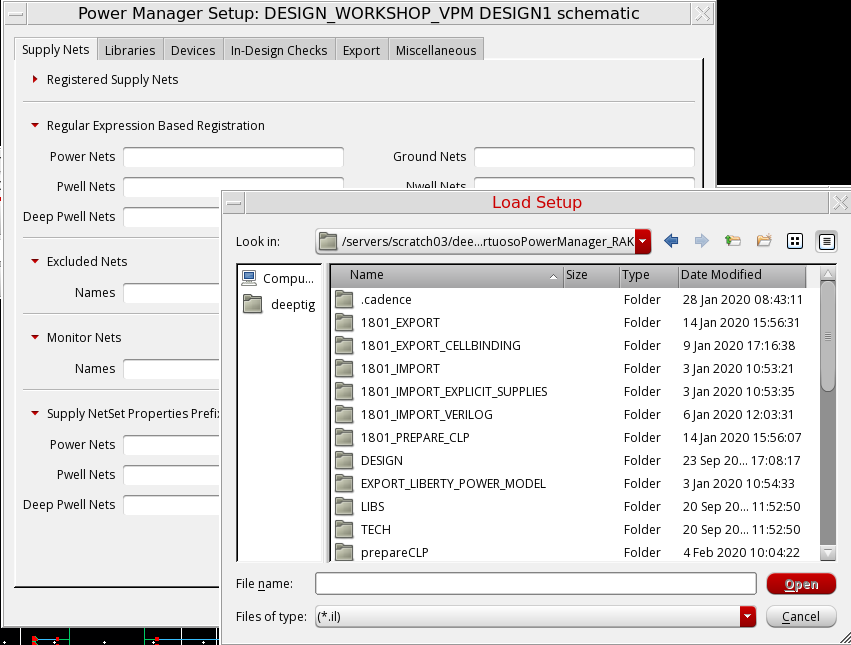 Power Manager Setup: DESIGN_WORKSHOP_VPM DESIGN1 schematic
Supply Nets Libraries Devices In-Design Checks Export Miscellaneous
Registered Supply Nets
Regular Expression Based Registration
Power Nets Ground Nets
Pwell Nets Nwell Nets
Deep Pwell Nets
Excluded Nets
Names
Monitor Nets
Names
Supply NetSet Properties Prefi
Power Nets
Pwell Nets
Deep Pwell Nets
Load Setup
Look in: /servers/scratch03/dee...rtuosoPowerManager_RAK
Compu...
deeptig
Name Size Type Date Modified
.cadence Folder 28 Jan 2020 08:43:11
1801_EXPORT Folder 14 Jan 2020 15:56:31
1801_EXPORT_CELLBINDING Folder 9 Jan 2020 17:16:38
1801_IMPORT Folder 3 Jan 2020 10:53:21
1801_IMPORT_EXPLICIT_SUPPLIES Folder 3 Jan 2020 10:53:35
1801_IMPORT_VERILOG Folder 6 Jan 2020 12:03:31
1801_PREPARE_CLP Folder 14 Jan 2020 15:56:07
DESIGN Folder 23 Sep 20... 17:08:17
EXPORT_LIBERTY_POWER_MODEL Folder 3 Jan 2020 10:54:33
LIBS Folder 20 Sep 20... 11:52:50
TECH Folder 20 Sep 20... 11:52:50
prepareCLP Folder 4 Feb 2020 10:04:22
File name: Open
Files of type: (*.il) Cancel